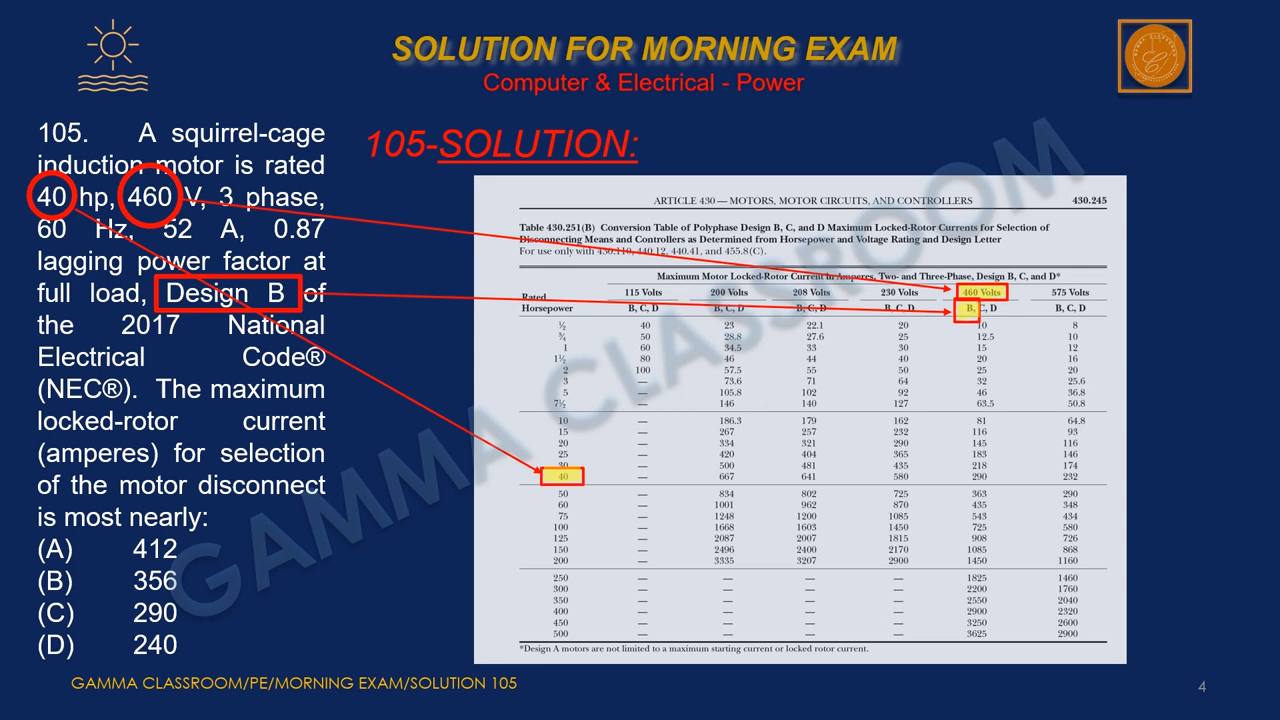 SOLUTION FOR MORNING EXAM
Computer & Electrical - Power
105. A squirrel-cage
induction motor is rated
40 hp, 460 V, 3 phase,
60 Hz, 52 A, 0.87
lagging power factor at
full load, Design B of
the 2017 National
Electrical Code®
(NEC®). The maximum
locked-rotor current
(amperes) for selection
of the motor disconnect
is most nearly:
(A) 412
(B) 356
(C) 290
(D) 240
105-SOLUTION:
ARTICLE 430 — MOTORS, MOTOR CIRCUITS, AND CONTROLLERS 430.245
Table 430.251(B) Conversion Table of Polyphase Design B, C, and D Maximum Locked-Rotor Currents for Selection of
Disconnecting Means and Controllers as Determined from Horsepower and Voltage Rating and Design Letter
For use only with 430.110, 440.12, 440.41, and 455.8(C).
Maximum Motor Locked-Rotor Current in Amperes, Two- and Three-Phase, Design B, C, and D*
115 Volts 200 Volts 208 Volts 230 Volts 460 Volts 575 Volts
Rated
Horsepower B, C, D B, C, D B, C, D B, C, D B, C, D B, C, D
½ 40 23 22.1 20 10 8
¾ 50 28.8 27.6 25 12.5 10
1 60 34.5 33 30 15 12
1½ 80 46 44 40 20 16
2 100 57.5 55 50 25 20
3 — 73.6 71 64 32 25.6
5 — 105.8 102 92 46 36.8
7½ — 146 140 127 63.5 50.8
10 — 186.3 179 162 81 64.8
15 — 267 257 232 116 93
20 — 334 321 290 145 116
25 — 420 404 365 183 146
30 — 500 481 435 218 174
40 — 667 641 580 290 232
50 — 834 802 725 363 290
60 — 1001 962 870 435 348
75 — 1248 1200 1085 543 434
100 — 1668 1603 1450 725 580
125 — 2087 2007 1815 908 726
150 — 2496 2400 2170 1085 868
200 — 3335 3207 2900 1450 1160
250 — — — — 1825 1460
300 — — — — 2200 1760
350 — — — — 2550 2040
400 — — — — 2900 2320
450 — — — — 3250 2600
500 — — — — 3625 2900
*Design A motors are not limited to a maximum starting current or locked rotor current.
GAMMA CLASSROOM
GAMMA CLASSROOM/PE/MORNING EXAM/SOLUTION 105
4